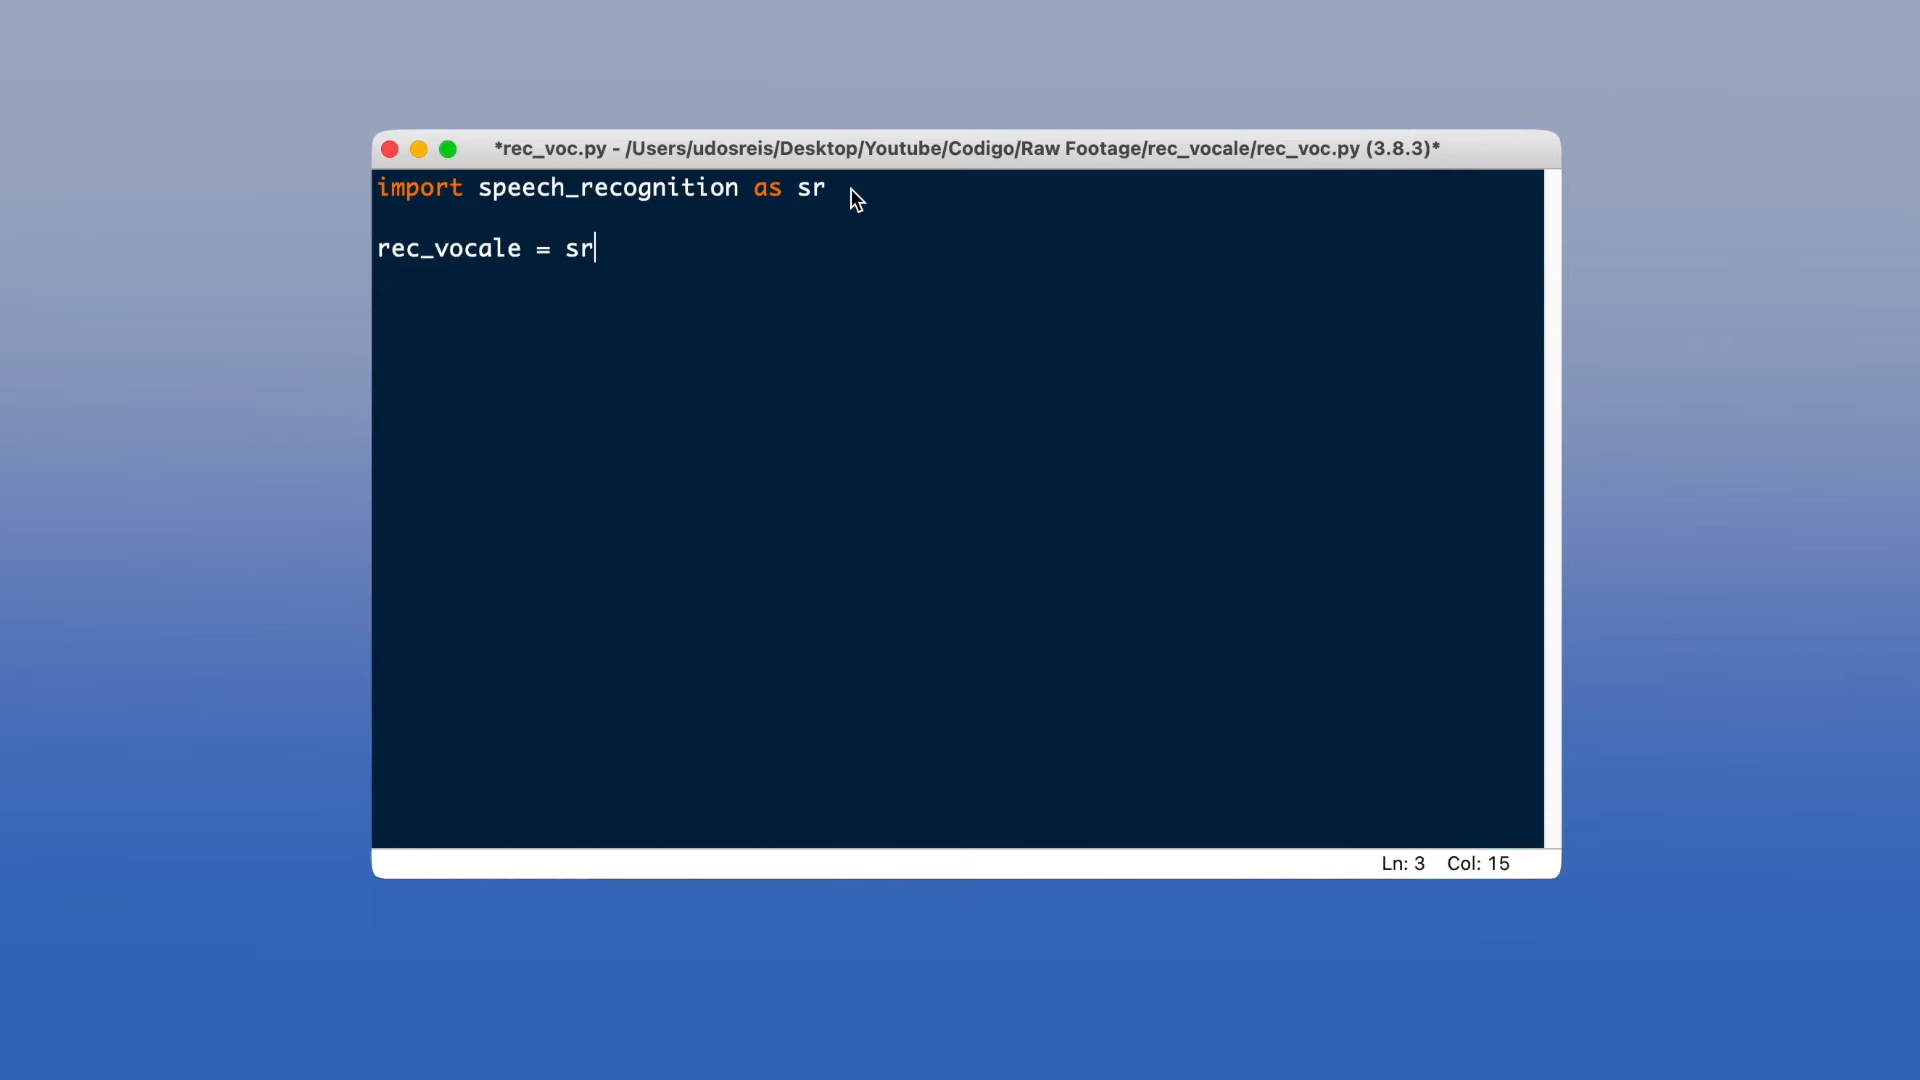 *rec_voc.py - /Users/udosreis/Desktop/Youtube/Codigo/Raw Footage/rec_vocale/rec_voc.py (3.8.3)*
import speech_recognition as sr
rec_vocale = sr
Ln: 3 Col: 15